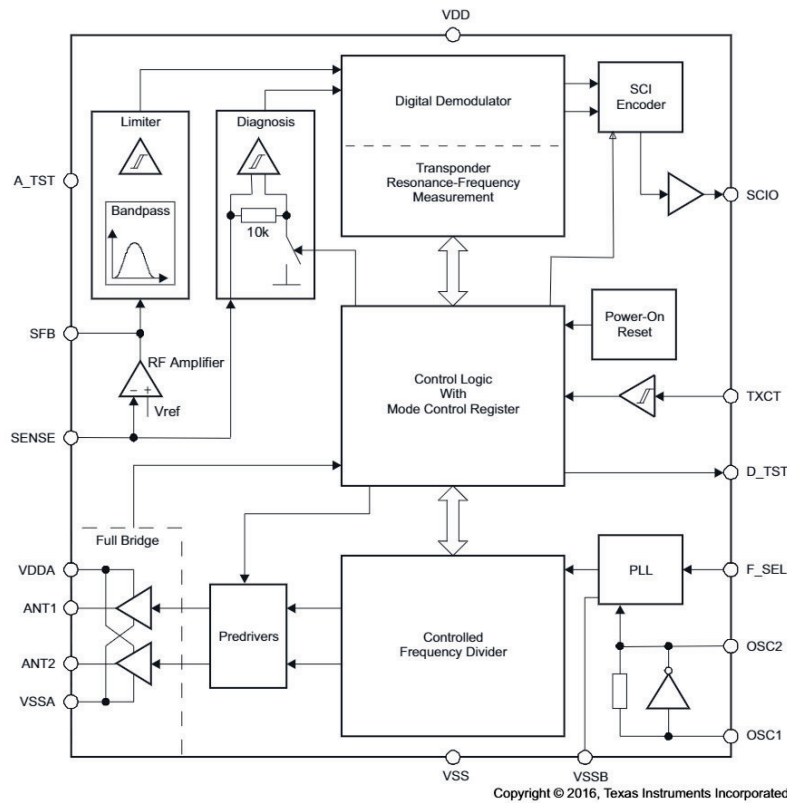 VDD
Limiter
Diagnosis
Digital Demodulator
SCI
Encoder
A_TST
Transponder
Resonance-Frequency
Measurement
SCIO
Bandpass
10k
SFB
Power-On
Reset
RF Amplifier
Control Logic
With
Mode Control Register
– +
Vref
TXCT
SENSE
D_TST
Full Bridge
VDDA
PLL
F_SEL
ANT1
Predrivers
Controlled
Frequency Divider
OSC2
ANT2
VSSA
OSC1
VSS
VSSB
Copyright © 2016, Texas Instruments Incorporated